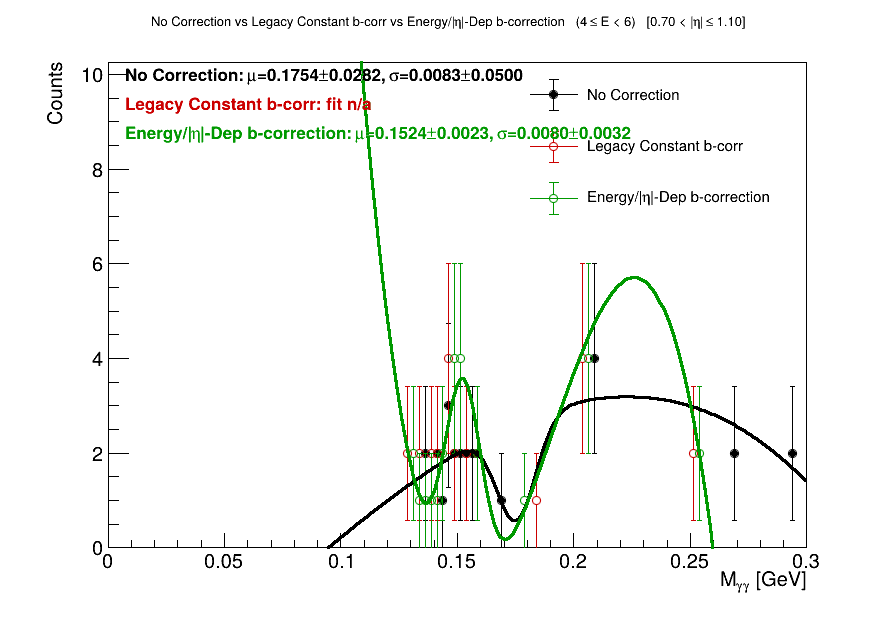 No Correction vs Legacy Constant b-corr vs Energy/|η|-Dep b-correction (4 ≤ E < 6) [0.70 < |η| ≤ 1.10]
Counts
No Correction: μ=0.1754±0.0282, σ=0.0083±0.0500
Legacy Constant b-corr: fit n/a
Energy/|η|-Dep b-correction: μ=0.1524±0.0023, σ=0.0080±0.0032
No Correction
Legacy Constant b-corr
Energy/|η|-Dep b-correction
10
8
6
4
2
0
0 0.05 0.1 0.15 0.2 0.25 0.3
Mγγ [GeV]